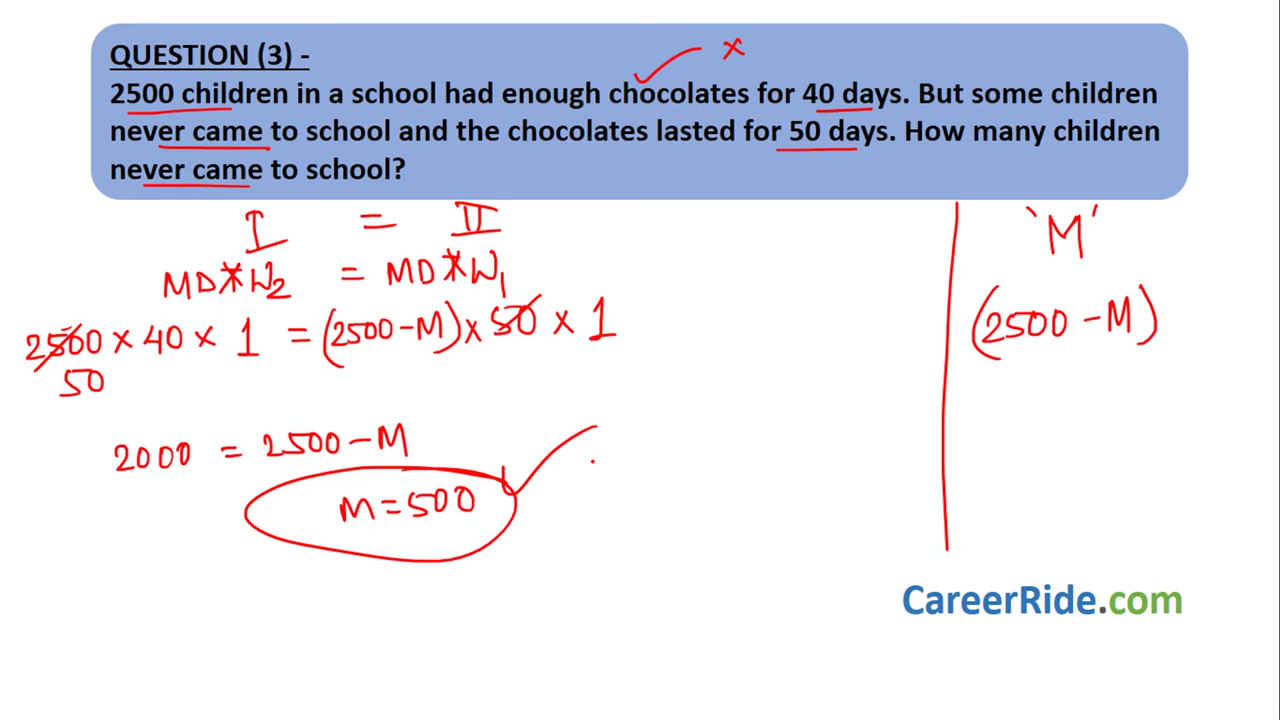 QUESTION (3) -
x
2500 children in a school had enough chocolates for 40 days. But some children
never came to school and the chocolates lasted for 50 days. How many children
never came to school?
I = II
MD*W2 = MD*W1
2500 x 40 x 1 = (2500-M) x 50 x 1
50
2000 = 2500-M
M=500
'M'
(2500-M)
CareerRide.com